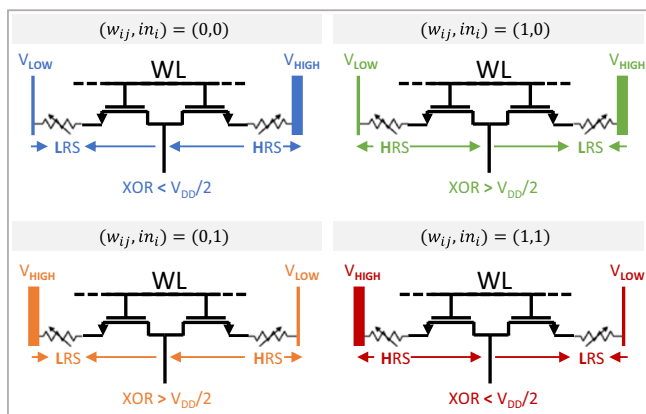 (w_ij, in_i) = (0,0)
V_LOW WL V_HIGH
LRS HRS
XOR < V_DD/2
(w_ij, in_i) = (1,0)
V_LOW WL V_HIGH
HRS LRS
XOR > V_DD/2
(w_ij, in_i) = (0,1)
V_HIGH WL V_LOW
LRS HRS
XOR > V_DD/2
(w_ij, in_i) = (1,1)
V_HIGH WL V_LOW
HRS LRS
XOR < V_DD/2